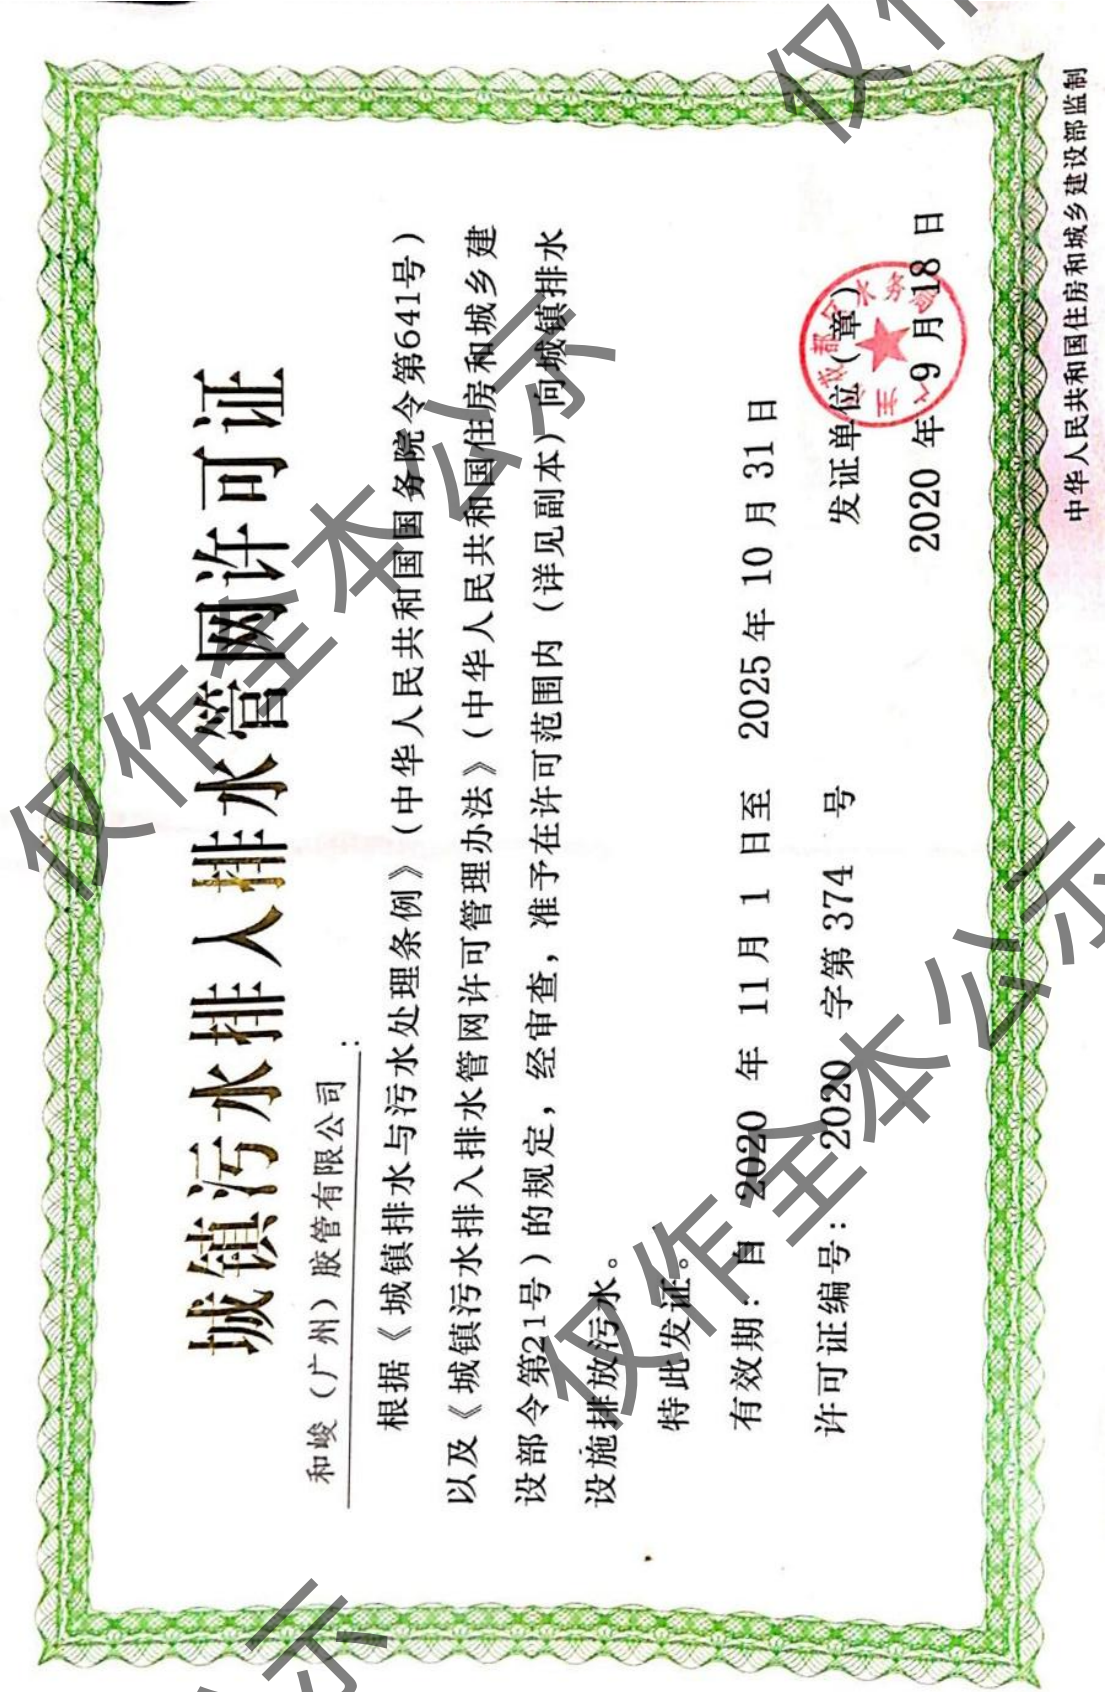 城镇污水排入排水管网许可证
和峻（广州）胶管有限公司：
根据《城镇排水与污水处理条例》（中华人民共和国国务院令第641号）
以及《城镇污水排入排水管网许可管理办法》（中华人民共和国住房和城乡建
设部令第21号）的规定，经审查，准予在许可范围内（详见副本）向城镇排水
设施排放污水。
特此发证。
有效期：自 2020 年 11 月 1 日至 2025 年 10 月 31 日
许可证编号：2020 字第 374 号
发证单位（章）
2020 年 9 月 18 日
中华人民共和国住房和城乡建设部监制
仅作全本公示
仅作全本公示
仅作
示